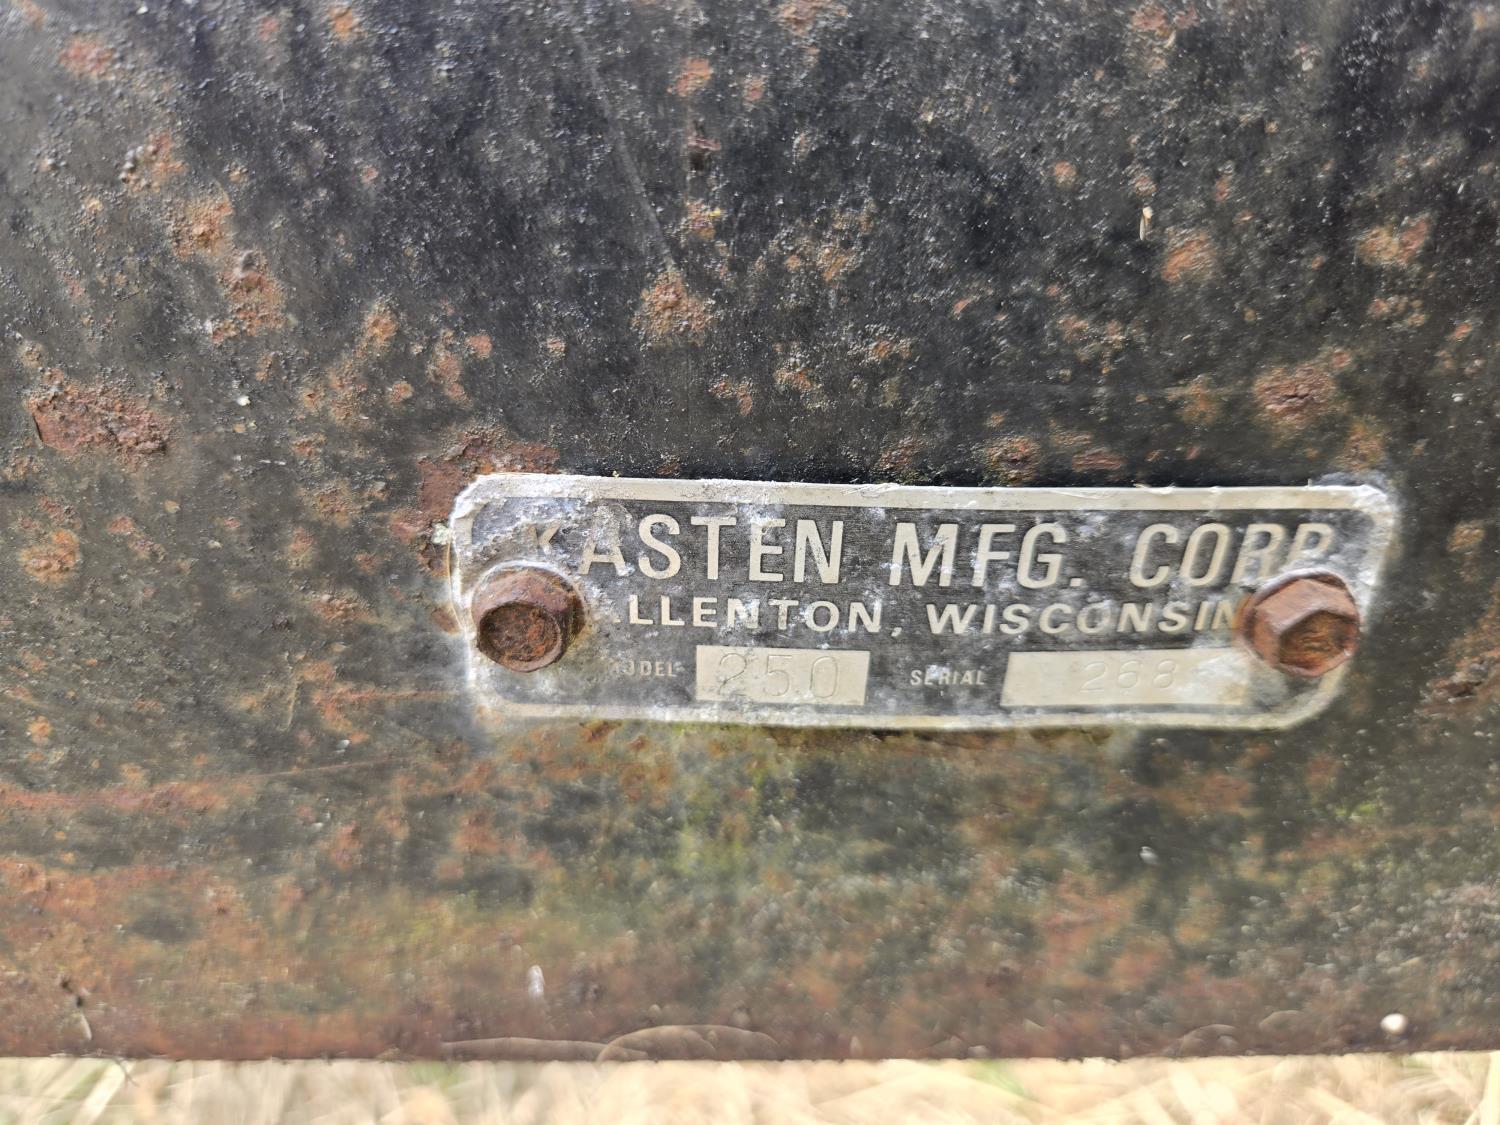 KASTEN MFG. CORP.
ALLENTON, WISCONSIN
MODEL 250 SERIAL 268